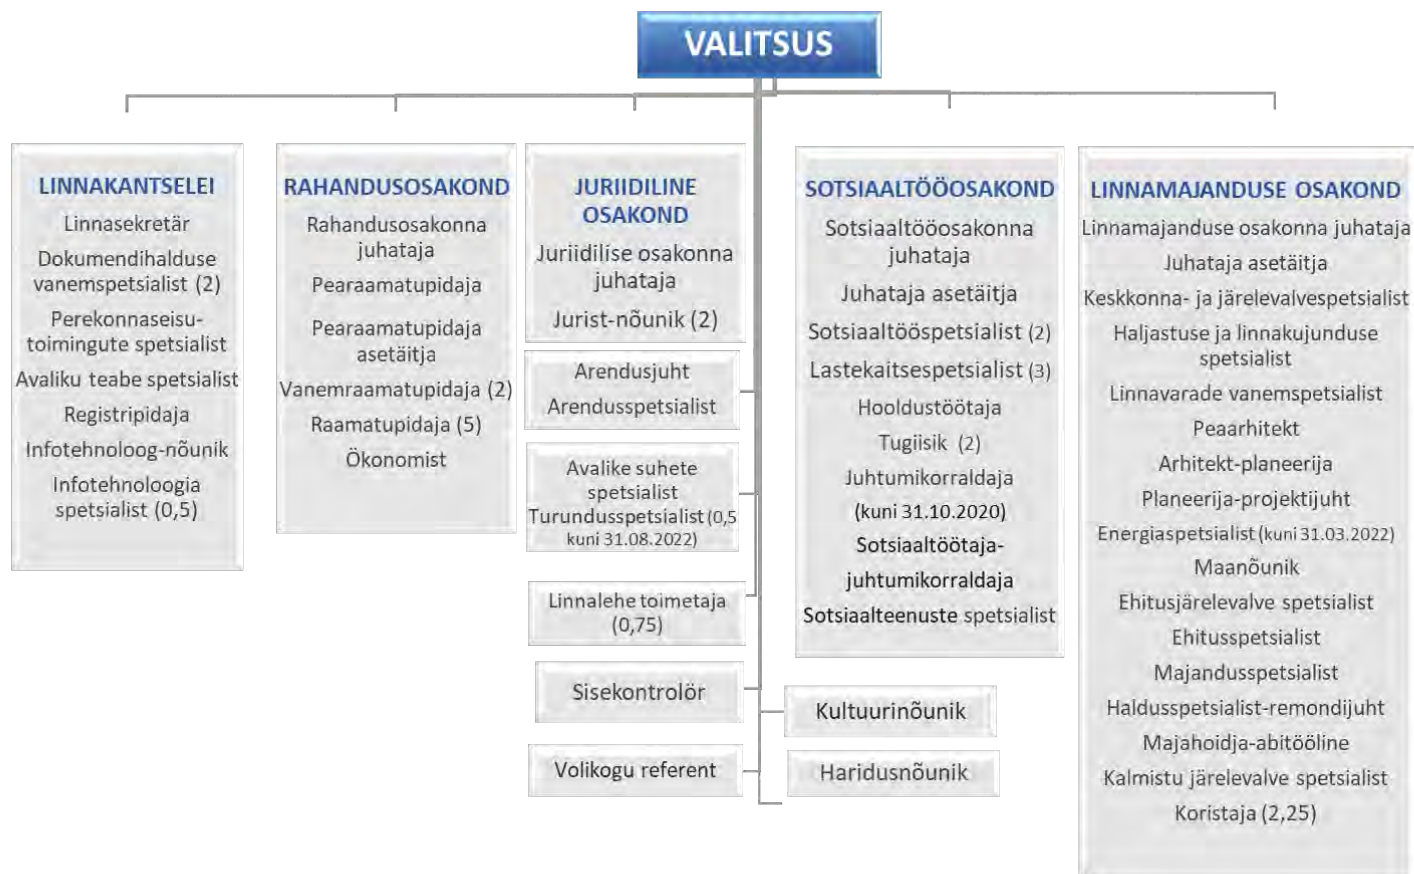 VALITSUS
LINNAKANTSELEI
Linnasekretär
Dokumendihalduse
vanemspetsialist (2)
Perekonnaseisu-
toimingute spetsialist
Avaliku teabe spetsialist
Registripidaja
Infotehnoloog-nõunik
Infotehnoloogia
spetsialist (0,5)
RAHANDUSOSAKOND
Rahandusosakonna
juhataja
Pearaamatupidaja
Pearaamatupidaja
asetäitja
Vanemraamatupidaja (2)
Raamatupidaja (5)
Ökonomist
JURIIDILINE
OSAKOND
Juriidilise osakonna
juhataja
Jurist-nõunik (2)
Arendusjuht
Arendusspetsialist
Avalike suhete
spetsialist
Turundusspetsialist (0,5
kuni 31.08.2022)
Linnalehe toimetaja
(0,75)
Sisekontrolör
Volikogu referent
SOTSIAALTÖÖOSAKOND
Sotsiaaltööosakonna
juhataja
Juhataja asetäitja
Sotsiaaltööspetsialist (2)
Lastekaitsespetsialist (3)
Hooldustöötaja
Tugiisik (2)
Juhtumikorraldaja
(kuni 31.10.2020)
Sotsiaaltöötaja-
juhtumikorraldaja
Sotsiaalteenuste spetsialist
Kultuurinõunik
Haridusnõunik
LINNAMAJANDUSE OSAKOND
Linnamajanduse osakonna juhataja
Juhataja asetäitja
Keskkonna- ja järelevalvespetsialist
Haljastuse ja linnakujunduse
spetsialist
Linnavarade vanemspetsialist
Peaarhitekt
Arhitekt-planeerija
Planeerija-projektijuht
Energiaspetsialist (kuni 31.03.2022)
Maanõunik
Ehitusjärelevalve spetsialist
Ehitusspetsialist
Majandusspetsialist
Haldusspetsialist-remondijuht
Majahoidja-abitööline
Kalmistu järelevalve spetsialist
Koristaja (2,25)